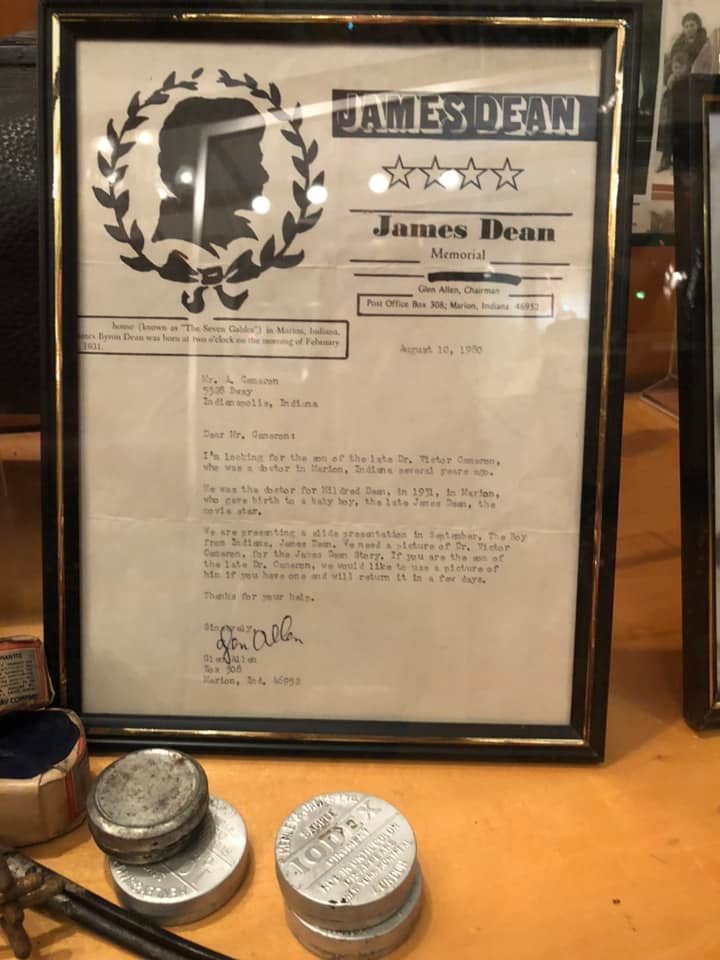 JAMES DEAN
James Dean
Memorial
Glen Allen, Chairman
Post Office Box 308; Marion, Indiana 46952
house (known as "The Seven Gables") in Marion, Indiana,
Byron Dean was born at two o'clock on the morning of February
1931.
August 10, 1980
Mr. A. Cameron
5528
Indianapolis, Indiana
Dear Mr. Cameron:
I'm looking for the son of the late Dr. Victor Cameron,
who was a doctor in Marion, Indiana several years ago.
He was the doctor for Mildred Dean, in 1931, in Marion,
who gave birth to a baby boy, the late James Dean, the
movie star.
We are presenting a slide presentation in September, The Boy
from Indiana, James Dean. We need a picture of Dr. Victor
Cameron, for the James Dean Story. If you are the son of
the late Dr. Cameron, we would like to use a picture of
him if you have one and will return it in a few days.
Thanks for your help.
Sincerely,
Glen Allen
Glen Allen
Box 308
Marion, Ind. 46952
SAMPLE
IODEX
LONDON